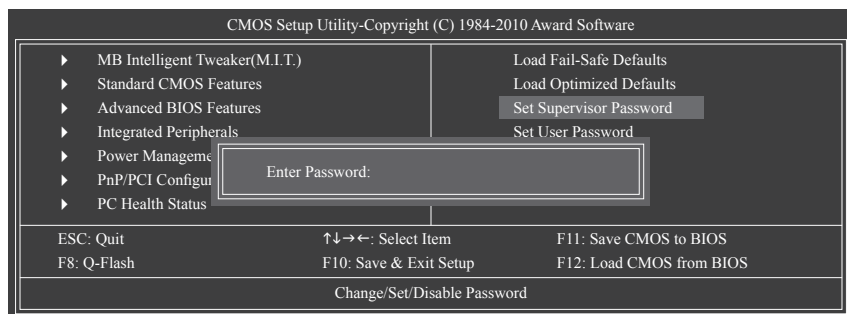 CMOS Setup Utility-Copyright (C) 1984-2010 Award Software
MB Intelligent Tweaker(M.I.T.)
Standard CMOS Features
Advanced BIOS Features
Integrated Peripherals
Power Manageme
PnP/PCI Configur
PC Health Status
Load Fail-Safe Defaults
Load Optimized Defaults
Set Supervisor Password
Set User Password
Enter Password:
ESC: Quit ↑↓→←: Select Item F11: Save CMOS to BIOS
F8: Q-Flash F10: Save & Exit Setup F12: Load CMOS from BIOS
Change/Set/Disable Password